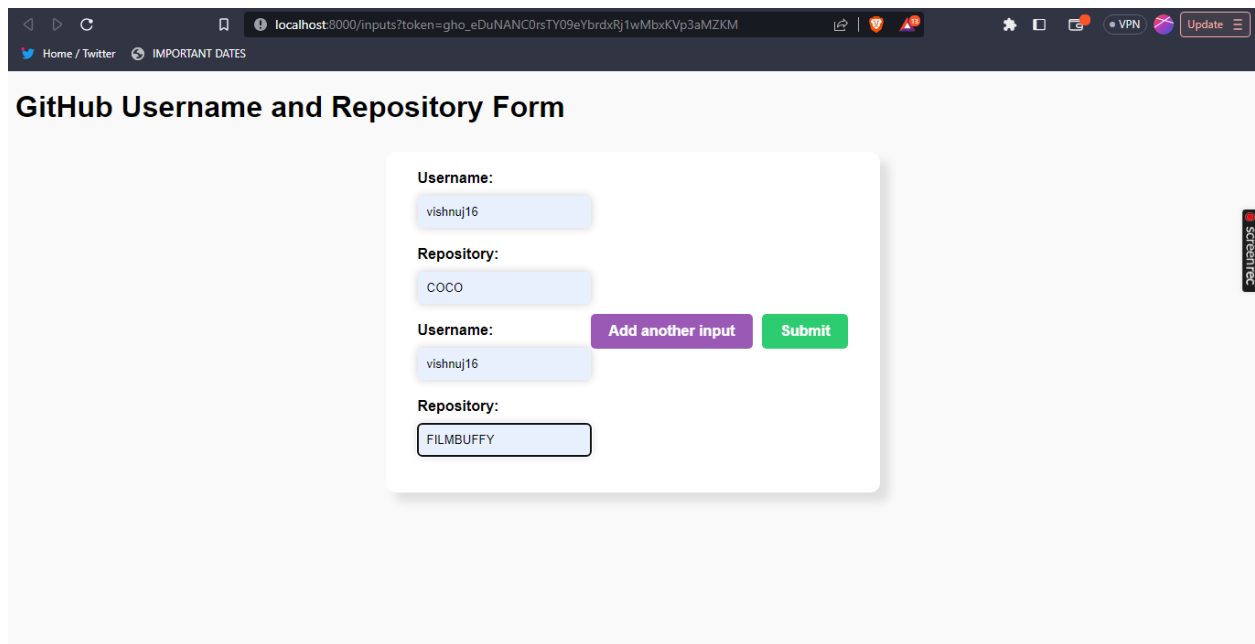 localhost:8000/inputs?token=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
13
VPN
Update
Home / Twitter
IMPORTANT DATES
GitHub Username and Repository Form
Username:
vishnuj16
Repository:
COCO
Username:
Add another input
Submit
vishnuj16
Repository:
FILMBUFFY
screenrec